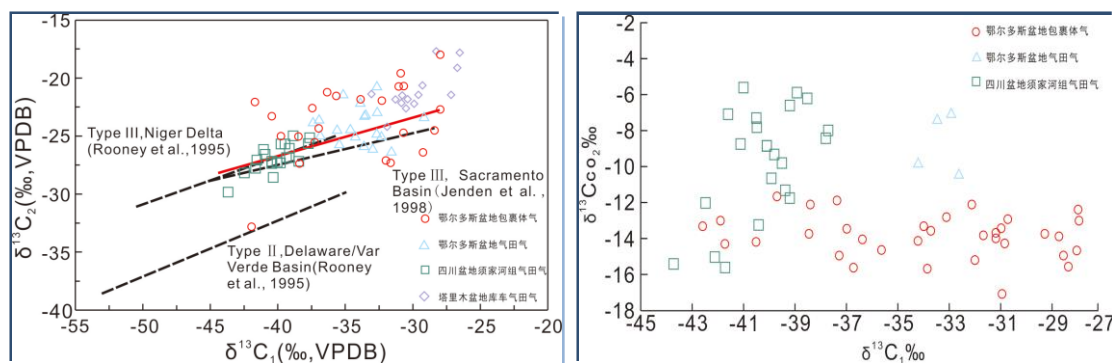 -15
-20
-25
-30
-35
-40
δ¹³C₂(‰,VPDB)
Type III,Niger Delta
(Rooney et al.,1995)
Type III, Sacramento
Basin(Jenden et al.,
1998)
Type Ⅱ,Delaware/Var
Verde Basin(Rooney
et al.,1995)
鄂尔多斯盆地包裹体气
鄂尔多斯盆地气田气
四川盆地须家河组气田气
塔里木盆地库车气田气
-55 -50 -45 -40 -35 -30 -25 -20
δ¹³C₁(‰,VPDB)
-2
-4
-6
-8
-10
-12
-14
-16
-18
δ¹³Cco₂‰
鄂尔多斯盆地包裹体气
鄂尔多斯盆地气田气
四川盆地须家河组气田气
-45 -43 -41 -39 -37 -35 -33 -31 -29 -27
δ¹³C₁‰